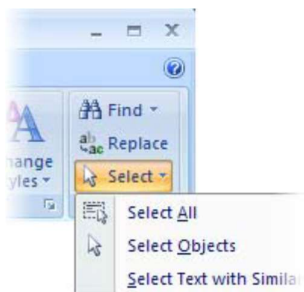 Find
Replace
hange
Select
yles
Select All
Select Objects
Select Text with Simila